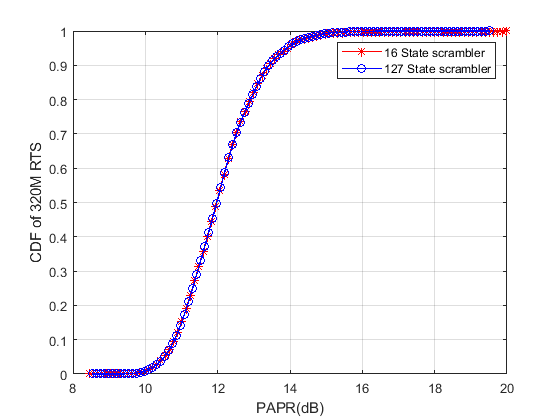 1
0.9
0.8
0.7
0.6
0.5
0.4
0.3
0.2
0.1
0
CDF of 320M RTS
16 State scrambler
127 State scrambler
8 10 12 14 16 18 20
PAPR(dB)